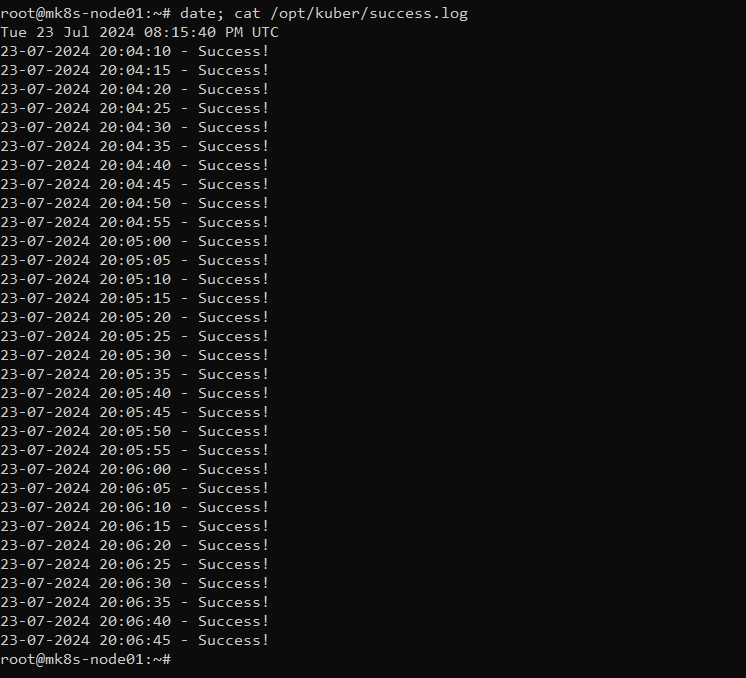 root@mk8s-node01:~# date; cat /opt/kuber/success.log
Tue 23 Jul 2024 08:15:40 PM UTC
23-07-2024 20:04:10 - Success!
23-07-2024 20:04:15 - Success!
23-07-2024 20:04:20 - Success!
23-07-2024 20:04:25 - Success!
23-07-2024 20:04:30 - Success!
23-07-2024 20:04:35 - Success!
23-07-2024 20:04:40 - Success!
23-07-2024 20:04:45 - Success!
23-07-2024 20:04:50 - Success!
23-07-2024 20:04:55 - Success!
23-07-2024 20:05:00 - Success!
23-07-2024 20:05:05 - Success!
23-07-2024 20:05:10 - Success!
23-07-2024 20:05:15 - Success!
23-07-2024 20:05:20 - Success!
23-07-2024 20:05:25 - Success!
23-07-2024 20:05:30 - Success!
23-07-2024 20:05:35 - Success!
23-07-2024 20:05:40 - Success!
23-07-2024 20:05:45 - Success!
23-07-2024 20:05:50 - Success!
23-07-2024 20:05:55 - Success!
23-07-2024 20:06:00 - Success!
23-07-2024 20:06:05 - Success!
23-07-2024 20:06:10 - Success!
23-07-2024 20:06:15 - Success!
23-07-2024 20:06:20 - Success!
23-07-2024 20:06:25 - Success!
23-07-2024 20:06:30 - Success!
23-07-2024 20:06:35 - Success!
23-07-2024 20:06:40 - Success!
23-07-2024 20:06:45 - Success!
root@mk8s-node01:~#